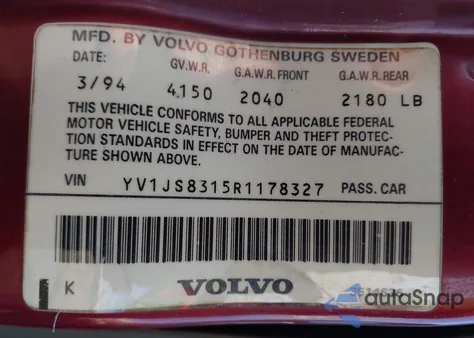 MFD. BY VOLVO GOTHENBURG SWEDEN
DATE: G.V.W.R. G.A.W.R. FRONT G.A.W.R. REAR
3/94 4150 2040 2180 LB
THIS VEHICLE CONFORMS TO ALL APPLICABLE FEDERAL
MOTOR VEHICLE SAFETY, BUMPER AND THEFT PROTEC-
TION STANDARDS IN EFFECT ON THE DATE OF MANUFAC-
TURE SHOWN ABOVE.
VIN YV1JS8315R1178327 PASS. CAR
K VOLVO
autoSnap